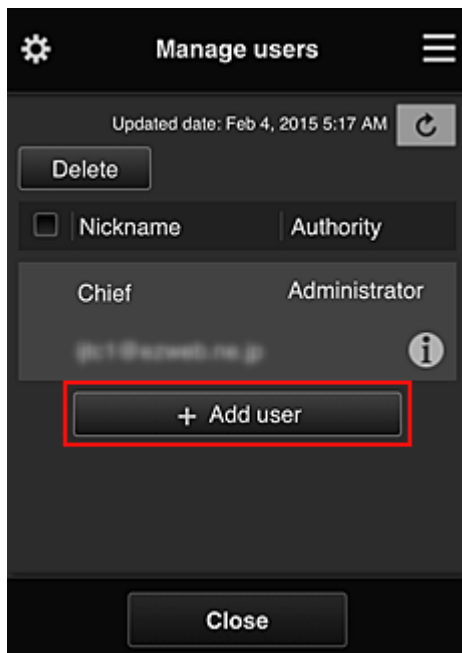 Manage users
Updated date: Feb 4, 2015 5:17 AM
Delete
Nickname Authority
Chief Administrator
+ Add user
Close